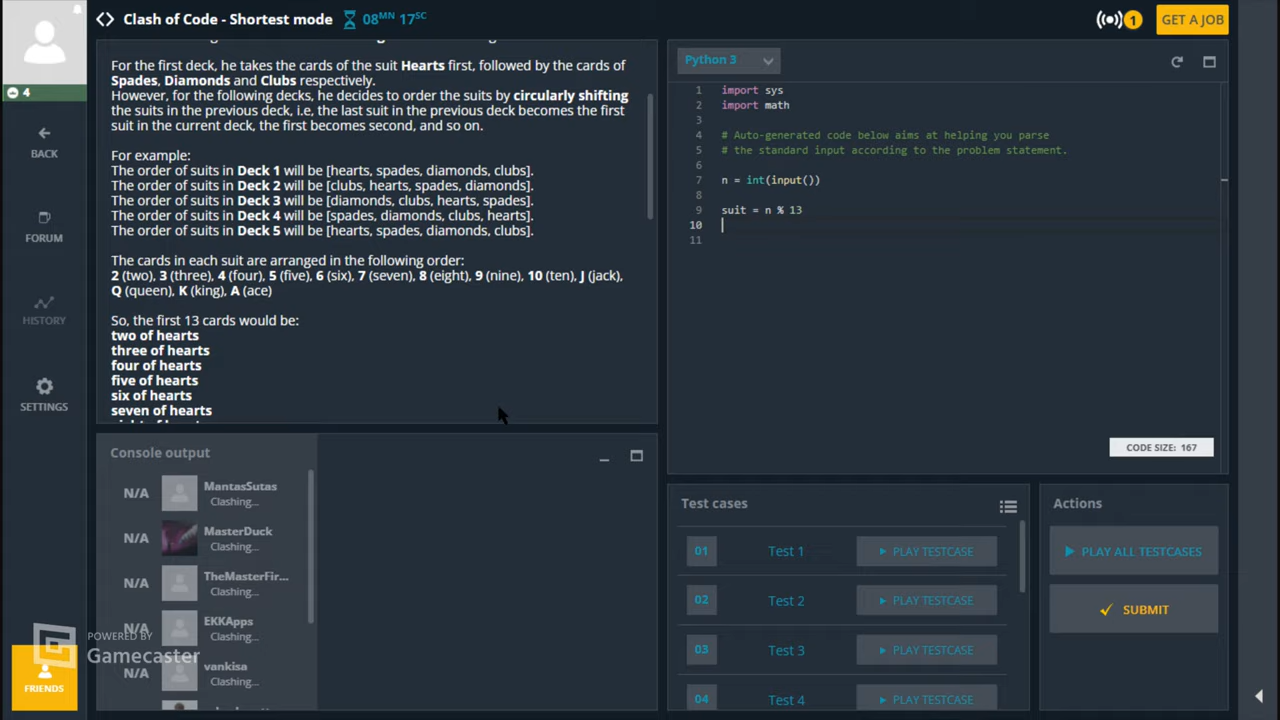 Clash of Code - Shortest mode
08MN 17SC
1
GET A JOB
4
BACK
FORUM
HISTORY
SETTINGS
FRIENDS
For the first deck, he takes the cards of the suit Hearts first, followed by the cards of
Spades, Diamonds and Clubs respectively.
However, for the following decks, he decides to order the suits by circularly shifting
the suits in the previous deck, i.e, the last suit in the previous deck becomes the first
suit in the current deck, the first becomes second, and so on.
For example:
The order of suits in Deck 1 will be [hearts, spades, diamonds, clubs].
The order of suits in Deck 2 will be [clubs, hearts, spades, diamonds].
The order of suits in Deck 3 will be [diamonds, clubs, hearts, spades].
The order of suits in Deck 4 will be [spades, diamonds, clubs, hearts].
The order of suits in Deck 5 will be [hearts, spades, diamonds, clubs].
The cards in each suit are arranged in the following order:
2 (two), 3 (three), 4 (four), 5 (five), 6 (six), 7 (seven), 8 (eight), 9 (nine), 10 (ten), J (jack),
Q (queen), K (king), A (ace)
So, the first 13 cards would be:
two of hearts
three of hearts
four of hearts
five of hearts
six of hearts
seven of hearts
Python 3
1 import sys
2 import math
3
4 # Auto-generated code below aims at helping you parse
5 # the standard input according to the problem statement.
6
7 n = int(input())
8
9 suit = n % 13
10
11
CODE SIZE: 167
Console output
N/A MantasSutas
Clashing...
N/A MasterDuck
Clashing...
N/A TheMasterFir...
Clashing...
N/A EKKApps
Clashing...
N/A vankisa
Clashing...
POWERED BY
Gamecaster
Test cases
01 Test 1 PLAY TESTCASE
02 Test 2 PLAY TESTCASE
03 Test 3 PLAY TESTCASE
04 Test 4 PLAY TESTCASE
Actions
PLAY ALL TESTCASES
SUBMIT